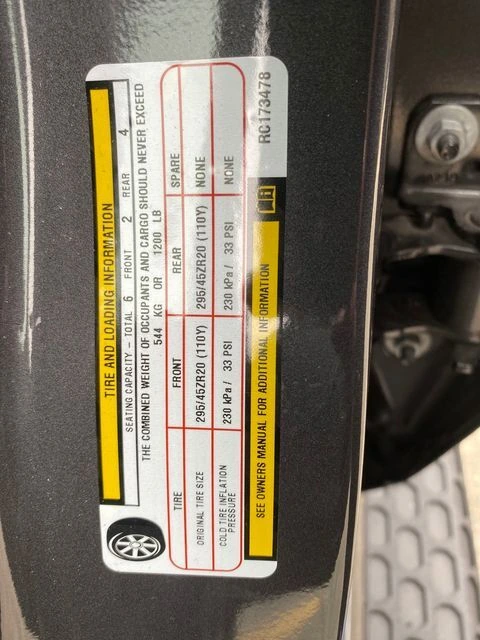 TIRE AND LOADING INFORMATION
SEATING CAPACITY – TOTAL 6 FRONT 2 REAR 4
THE COMBINED WEIGHT OF OCCUPANTS AND CARGO SHOULD NEVER EXCEED
544 KG OR 1200 LB
TIRE FRONT REAR SPARE
ORIGINAL TIRE SIZE 295/45ZR20 (110Y) 295/45ZR20 (110Y) NONE
COLD TIRE INFLATION PRESSURE 230 kPa / 33 PSI 230 kPa / 33 PSI NONE
SEE OWNERS MANUAL FOR ADDITIONAL INFORMATION
RC173478